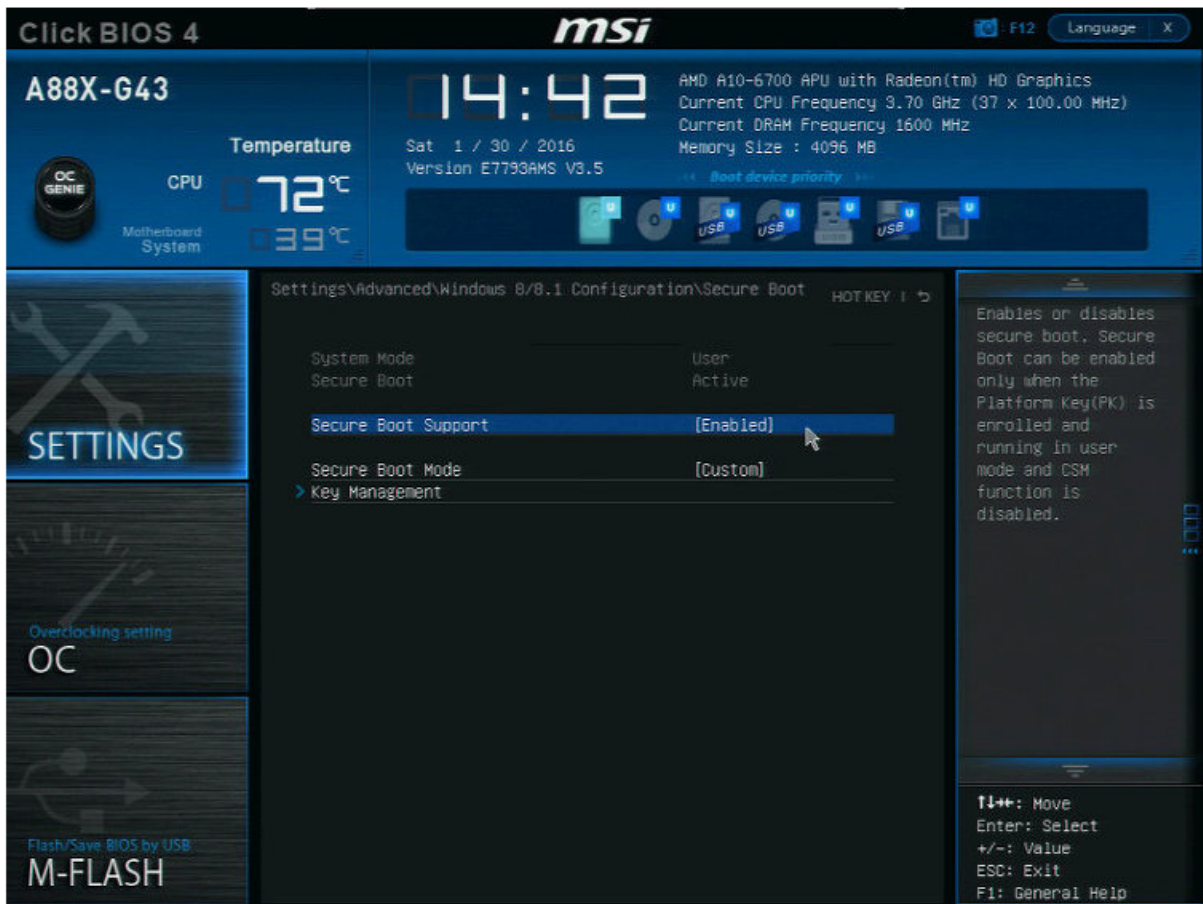 Click BIOS 4
msi
: F12
Language X
A88X-G43
14:42
AMD A10-6700 APU with Radeon(tm) HD Graphics
Current CPU Frequency 3.70 GHz (37 x 100.00 MHz)
Current DRAM Frequency 1600 MHz
Memory Size : 4096 MB
Sat 1 / 30 / 2016
Version E7793AMS V3.5
Boot device priority
Temperature
OC GENIE
CPU
72°C
Motherboard
System
39°C
U U U U U U U
USB USB USB USB
Settings\Advanced\Windows 8/8.1 Configuration\Secure Boot
HOT KEY
System Mode User
Secure Boot Active
Secure Boot Support [Enabled]
Secure Boot Mode [Custom]
> Key Management
SETTINGS
Overclocking setting
OC
Flash/Save BIOS by USB
M-FLASH
Enables or disables
secure boot. Secure
Boot can be enabled
only when the
Platform Key(PK) is
enrolled and
running in user
mode and CSM
function is
disabled.
↑↓→←: Move
Enter: Select
+/-: Value
ESC: Exit
F1: General Help